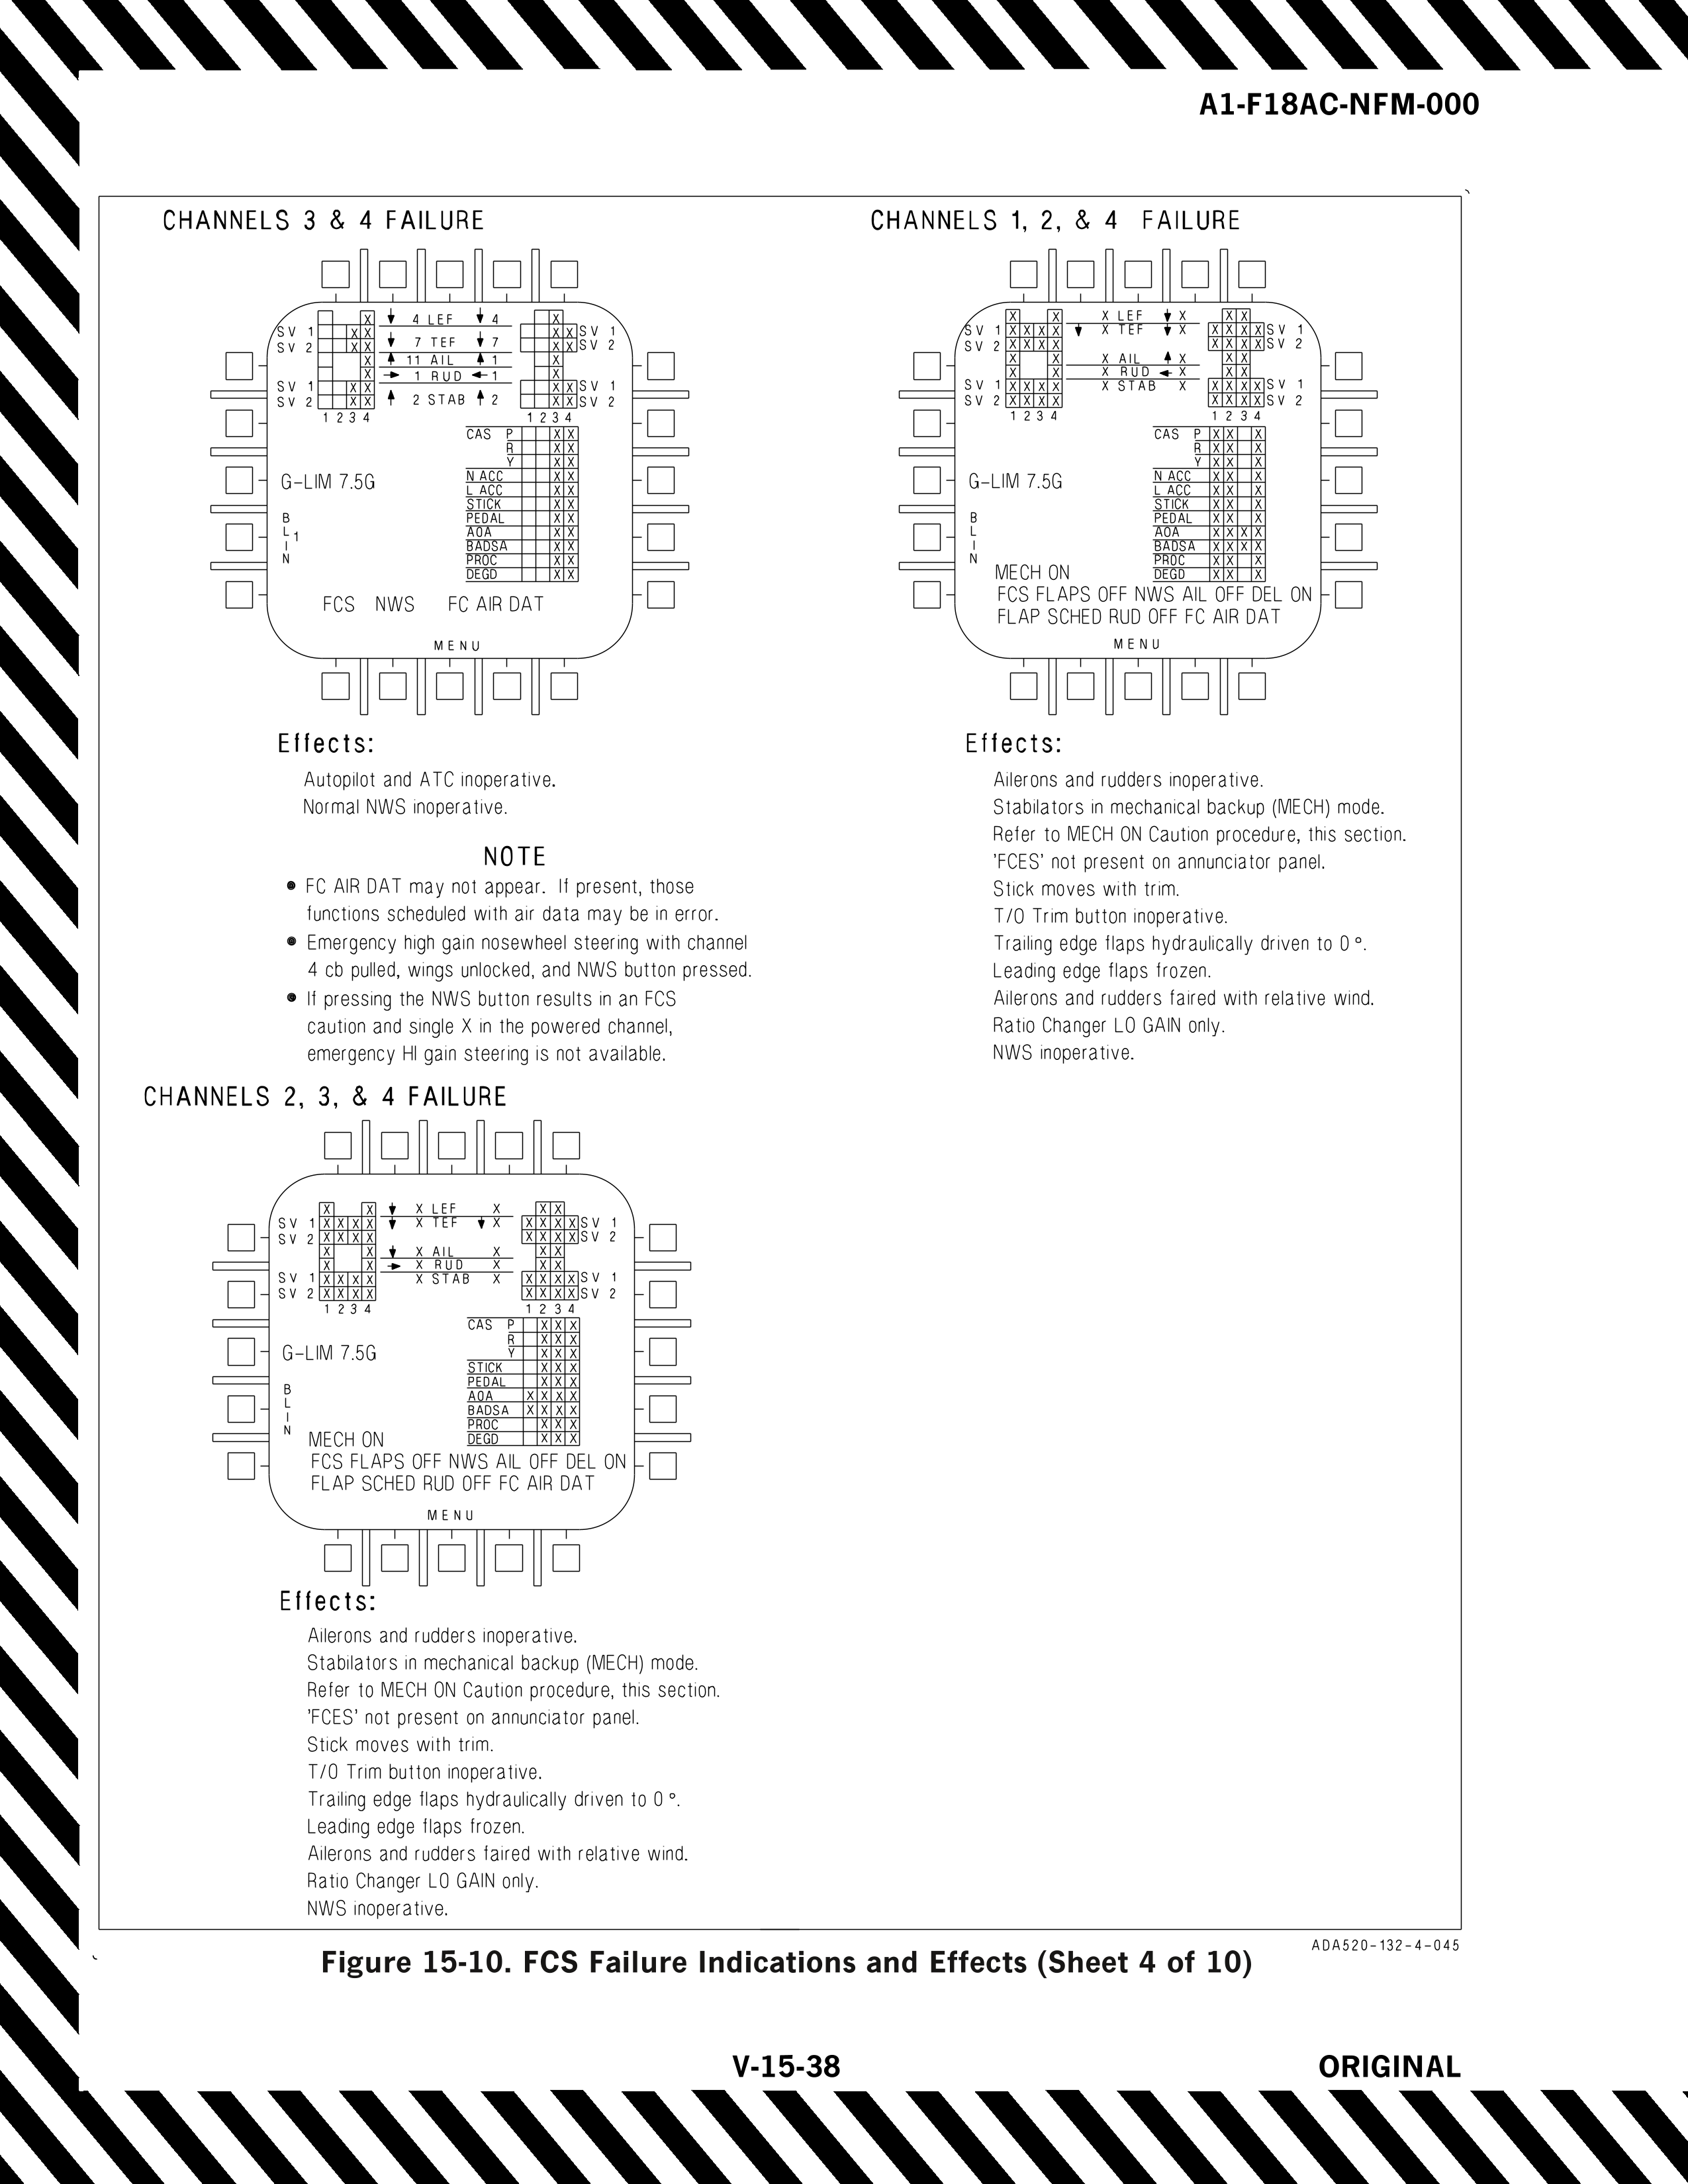 A1-F18AC-NFM-000
CHANNELS 3 & 4 FAILURE
X ↓ 4 LEF ↓ 4 X
SV 1 X X X X SV 1
↓ 7 TEF ↓ 7
SV 2 X X X X SV 2
X ↑ 11 AIL ↑ 1 X
X → 1 RUD ← 1 X
SV 1 X X X X SV 1
SV 2 X X ↑ 2 STAB ↑ 2 X X SV 2
1 2 3 4 1 2 3 4
CAS P X X
R X X
Y X X
N ACC X X
L ACC X X
STICK X X
PEDAL X X
AOA X X
BADSA X X
PROC X X
DEGD X X
G-LIM 7.5G
B
L 1
I
N
FCS NWS FC AIR DAT
MENU
Effects:
Autopilot and ATC inoperative.
Normal NWS inoperative.
NOTE
● FC AIR DAT may not appear. If present, those
functions scheduled with air data may be in error.
● Emergency high gain nosewheel steering with channel
4 cb pulled, wings unlocked, and NWS button pressed.
● If pressing the NWS button results in an FCS
caution and single X in the powered channel,
emergency HI gain steering is not available.
CHANNELS 1, 2, & 4 FAILURE
X X X LEF ↓ X X X
SV 1 X X X X ↓ X TEF ↓ X X X X X SV 1
SV 2 X X X X X X X X SV 2
X X X AIL ↑ X X X
X X X RUD ← X X X
SV 1 X X X X X STAB X X X X X SV 1
SV 2 X X X X X X X X SV 2
1 2 3 4 1 2 3 4
CAS P X X X
R X X X
Y X X X
N ACC X X X
L ACC X X X
STICK X X X
PEDAL X X X
AOA X X X X
BADSA X X X X
PROC X X X
DEGD X X X
G-LIM 7.5G
B
L
I
N
MECH ON
FCS FLAPS OFF NWS AIL OFF DEL ON
FLAP SCHED RUD OFF FC AIR DAT
MENU
Effects:
Ailerons and rudders inoperative.
Stabilators in mechanical backup (MECH) mode.
Refer to MECH ON Caution procedure, this section.
'FCES' not present on annunciator panel.
Stick moves with trim.
T/O Trim button inoperative.
Trailing edge flaps hydraulically driven to 0°.
Leading edge flaps frozen.
Ailerons and rudders faired with relative wind.
Ratio Changer LO GAIN only.
NWS inoperative.
CHANNELS 2, 3, & 4 FAILURE
X X ↓ X LEF X X X
SV 1 X X X X ↓ X TEF ↓ X X X X X SV 1
SV 2 X X X X X X X X SV 2
X X ↓ X AIL X X X
X X → X RUD X X X
SV 1 X X X X X STAB X X X X X SV 1
SV 2 X X X X X X X X SV 2
1 2 3 4 1 2 3 4
CAS P X X X
R X X X
Y X X X
STICK X X X
PEDAL X X X
AOA X X X X
BADSA X X X X
PROC X X X
DEGD X X X
G-LIM 7.5G
B
L
I
N
MECH ON
FCS FLAPS OFF NWS AIL OFF DEL ON
FLAP SCHED RUD OFF FC AIR DAT
MENU
Effects:
Ailerons and rudders inoperative.
Stabilators in mechanical backup (MECH) mode.
Refer to MECH ON Caution procedure, this section.
'FCES' not present on annunciator panel.
Stick moves with trim.
T/O Trim button inoperative.
Trailing edge flaps hydraulically driven to 0°.
Leading edge flaps frozen.
Ailerons and rudders faired with relative wind.
Ratio Changer LO GAIN only.
NWS inoperative.
ADA520-132-4-045
Figure 15-10. FCS Failure Indications and Effects (Sheet 4 of 10)
V-15-38
ORIGINAL